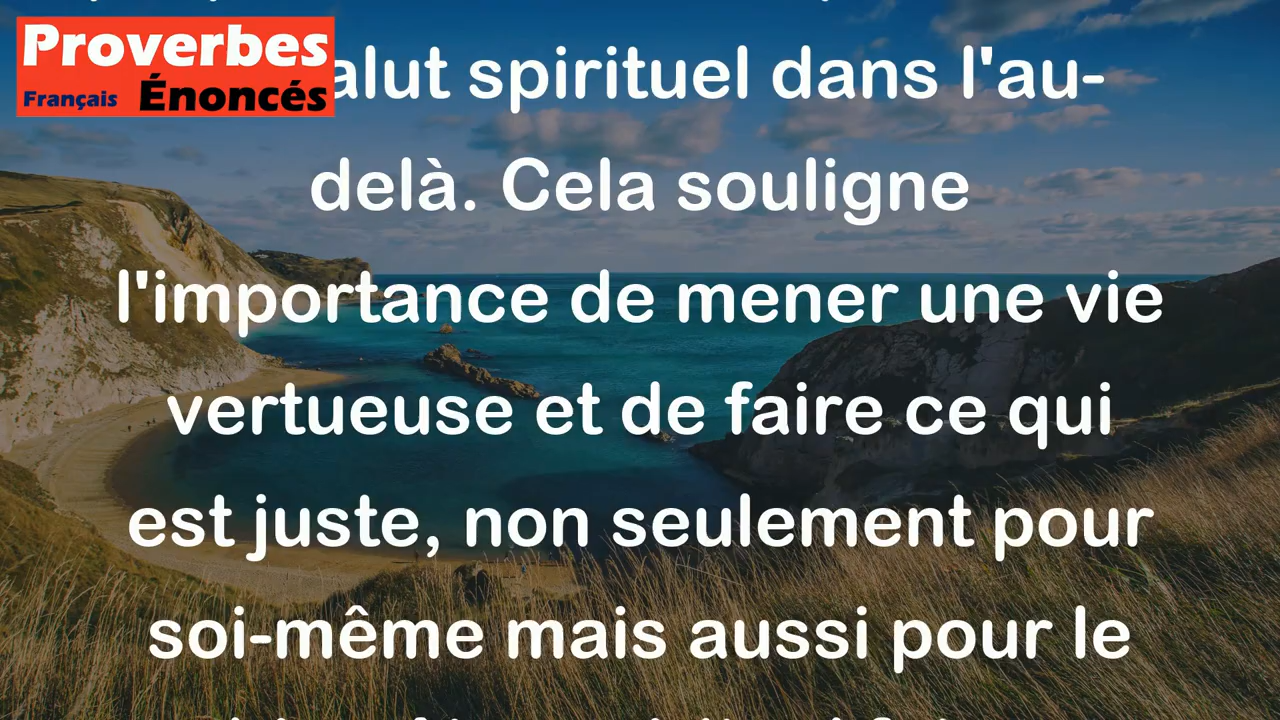 Proverbes
Français Énoncés
alut spirituel dans l'au-
delà. Cela souligne
l'importance de mener une vie
vertueuse et de faire ce qui
est juste, non seulement pour
soi-même mais aussi pour le